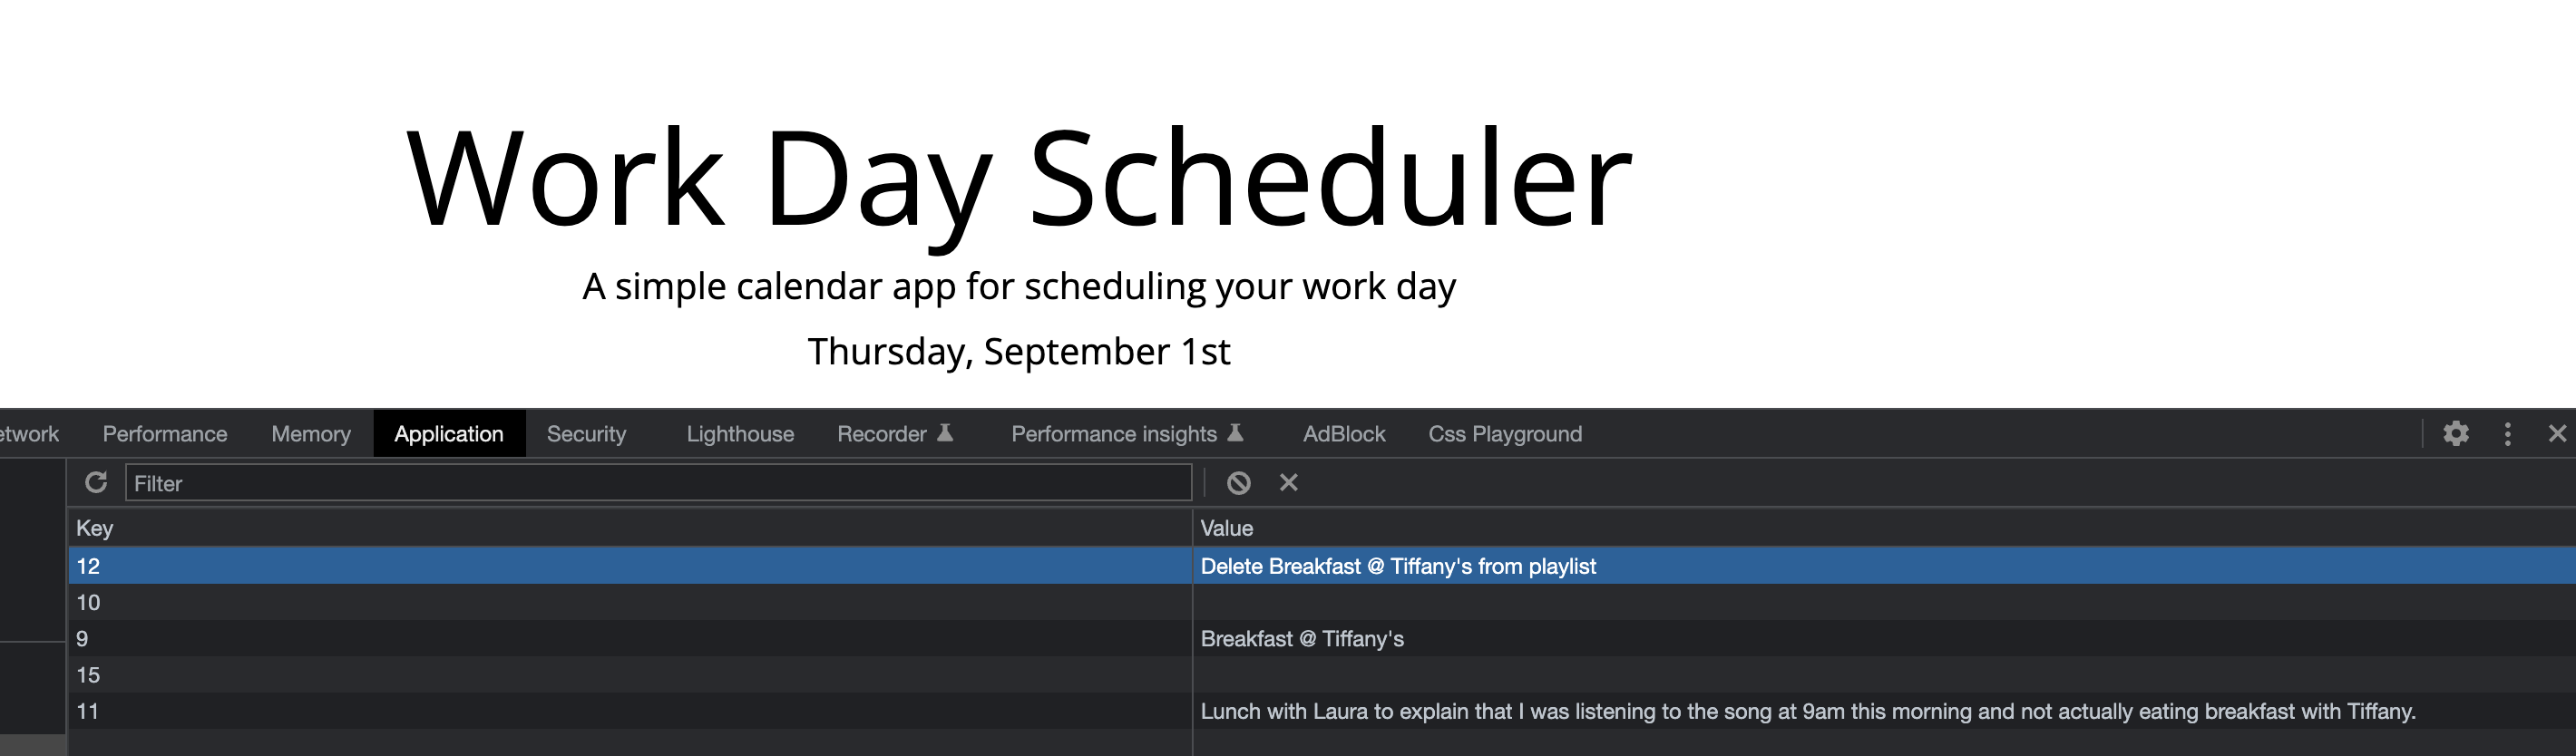 Work Day Scheduler
A simple calendar app for scheduling your work day
Thursday, September 1st
etwork Performance Memory Application Security Lighthouse Recorder Performance insights AdBlock Css Playground
Filter
Key Value
12 Delete Breakfast @ Tiffany's from playlist
10
9 Breakfast @ Tiffany's
15
11 Lunch with Laura to explain that I was listening to the song at 9am this morning and not actually eating breakfast with Tiffany.